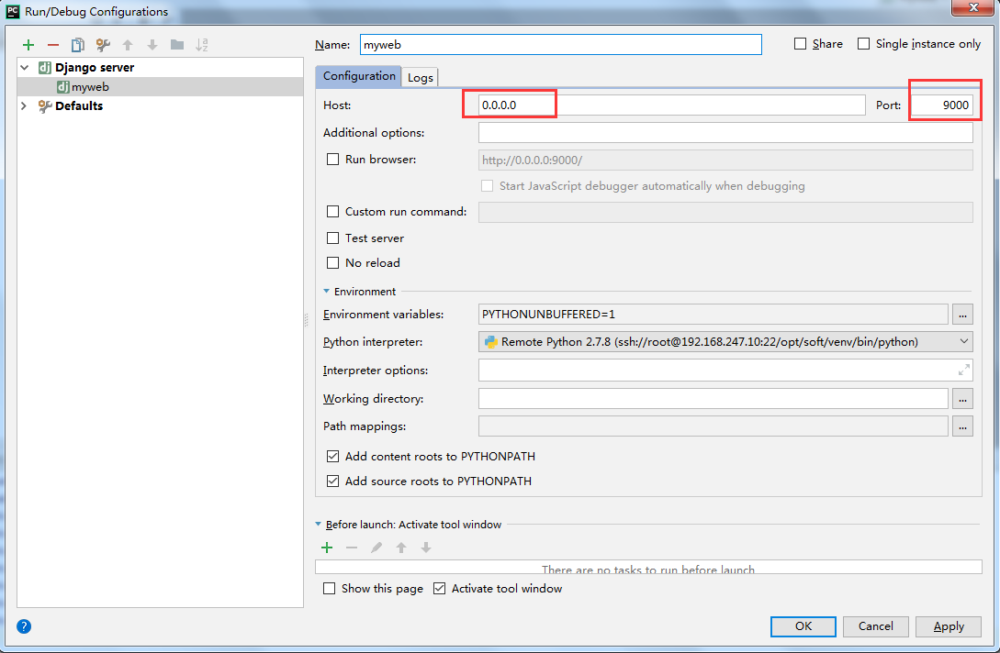 PC Run/Debug Configurations
Name: myweb Share Single instance only
dj Django server
dj myweb
Defaults
Configuration Logs
Host: 0.0.0.0 Port: 9000
Additional options:
Run browser: http://0.0.0.0:9000/
Start JavaScript debugger automatically when debugging
Custom run command:
Test server
No reload
Environment
Environment variables: PYTHONUNBUFFERED=1 ...
Python interpreter: Remote Python 2.7.8 (ssh://root@192.168.247.10:22/opt/soft/venv/bin/python)
Interpreter options:
Working directory: ...
Path mappings: ...
Add content roots to PYTHONPATH
Add source roots to PYTHONPATH
Before launch: Activate tool window
There are no tasks to run before launch
Show this page Activate tool window
? OK Cancel Apply